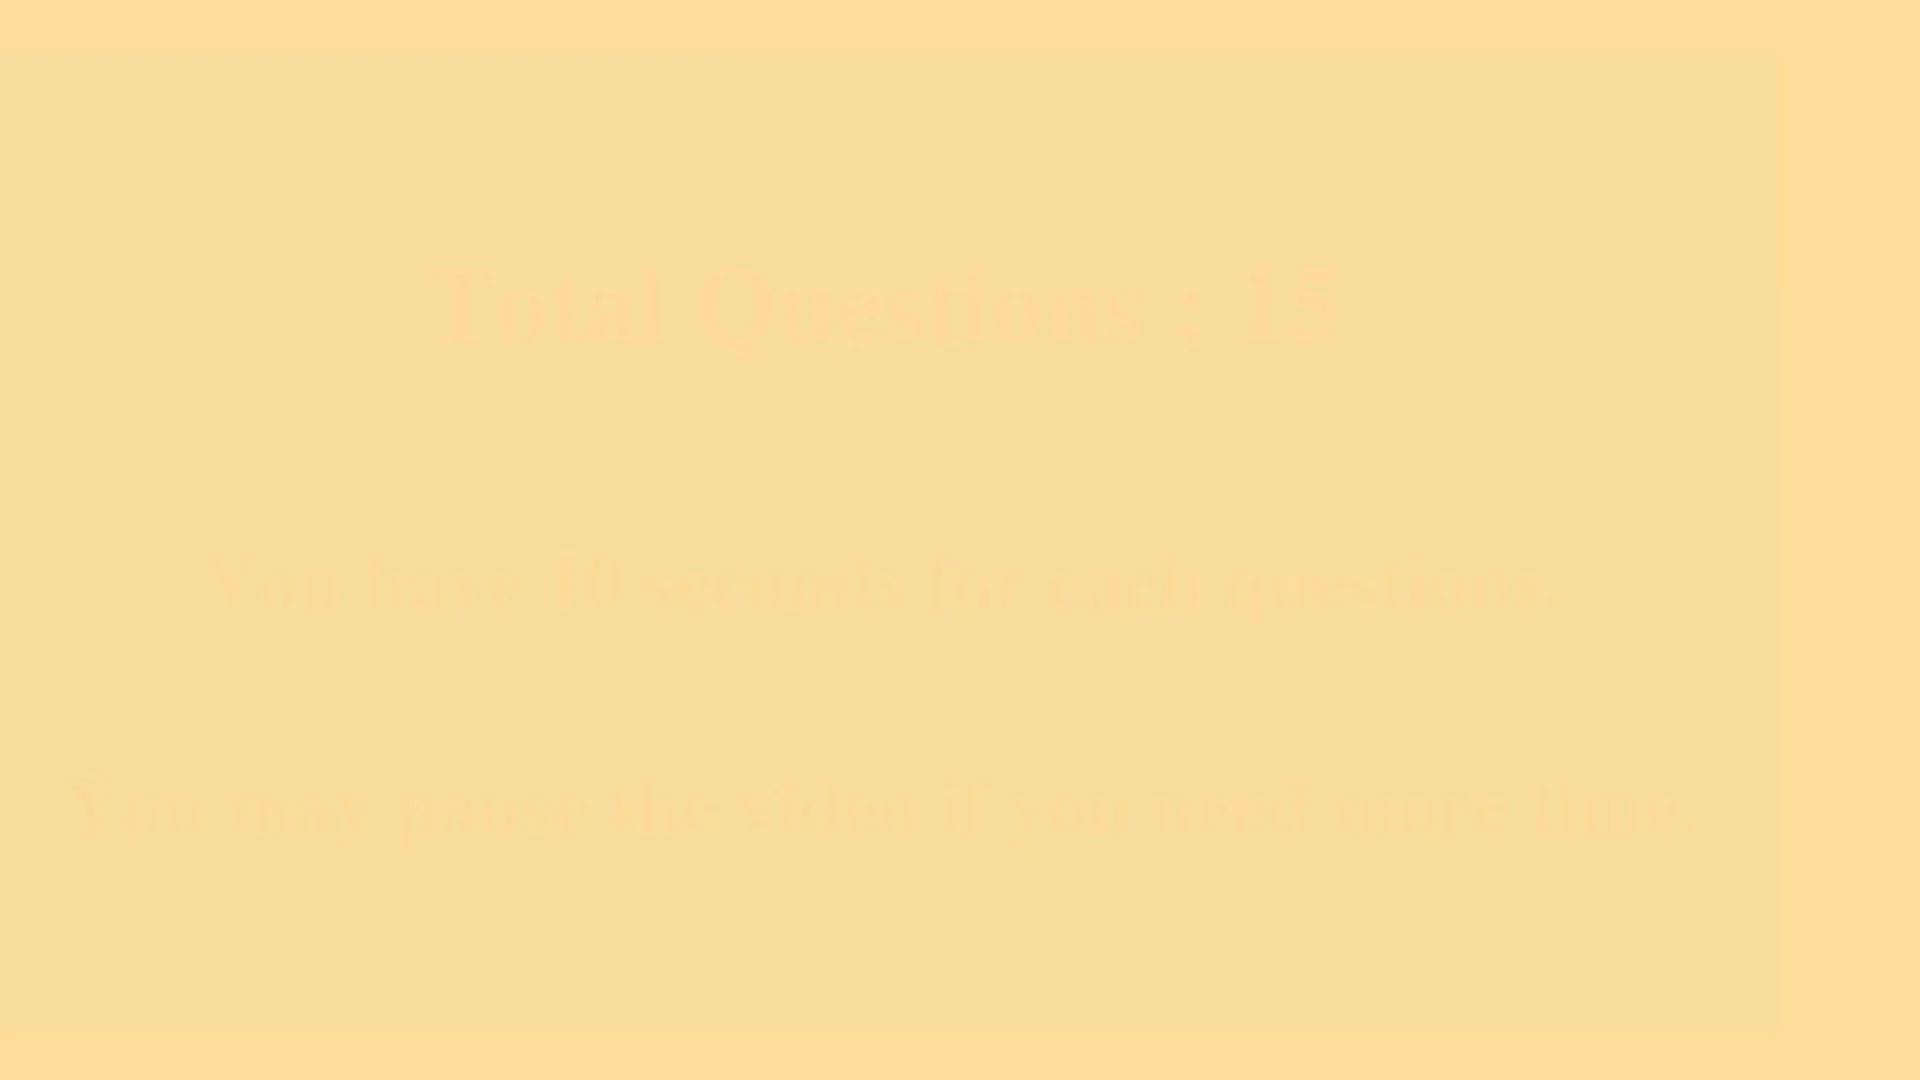 Total Questions : 15
You have 10 seconds for each questions.
You may pause the video if you need more time.